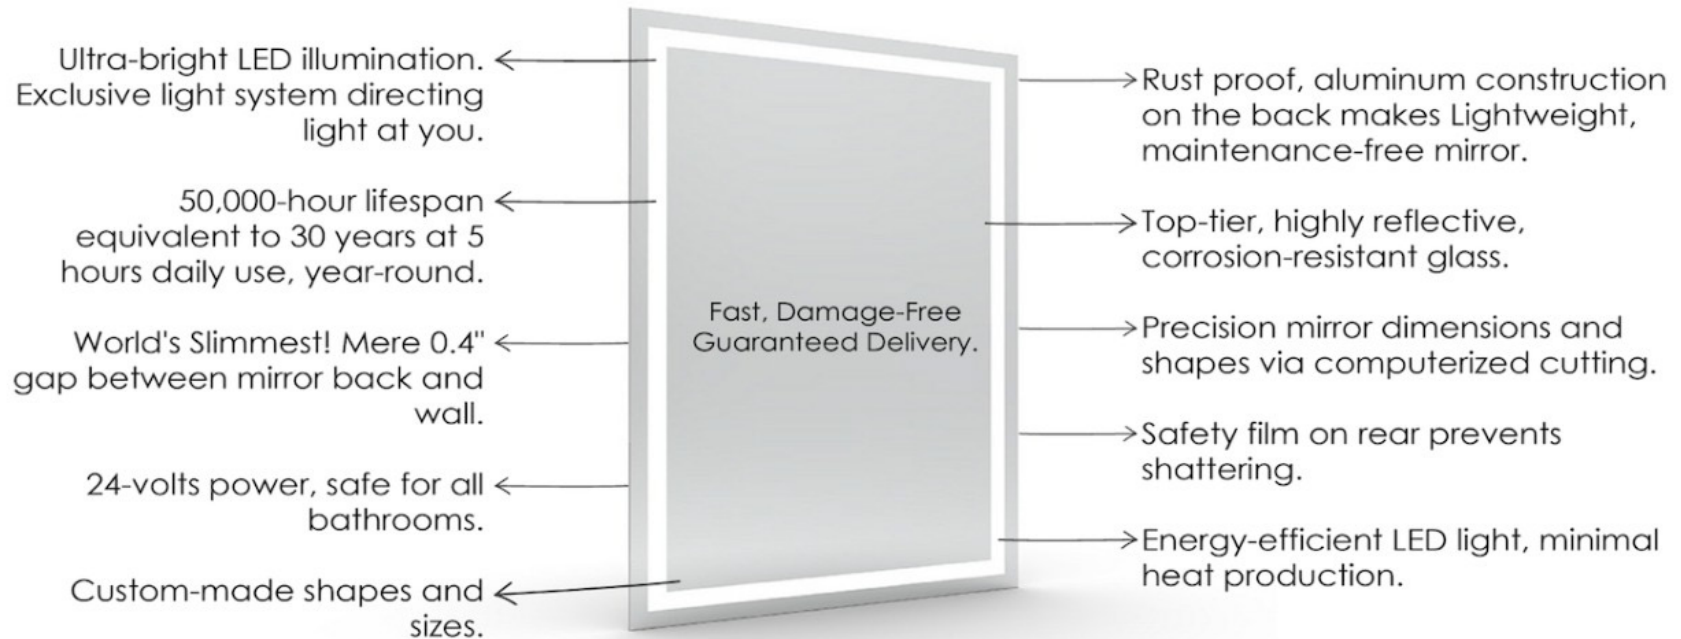 Ultra-bright LED illumination.
Exclusive light system directing
light at you.
50,000-hour lifespan
equivalent to 30 years at 5
hours daily use, year-round.
World's Slimmest! Mere 0.4"
gap between mirror back and
wall.
24-volts power, safe for all
bathrooms.
Custom-made shapes and
sizes.
Fast, Damage-Free
Guaranteed Delivery.
Rust proof, aluminum construction
on the back makes Lightweight,
maintenance-free mirror.
Top-tier, highly reflective,
corrosion-resistant glass.
Precision mirror dimensions and
shapes via computerized cutting.
Safety film on rear prevents
shattering.
Energy-efficient LED light, minimal
heat production.